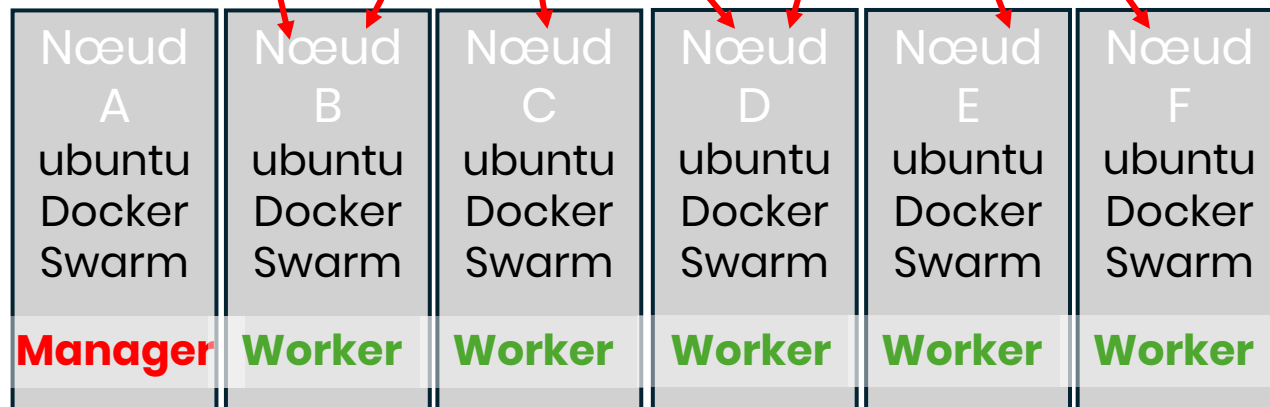 Nœud Nœud Nœud Nœud Nœud Nœud
A B C D E F
ubuntu ubuntu ubuntu ubuntu ubuntu ubuntu
Docker Docker Docker Docker Docker Docker
Swarm Swarm Swarm Swarm Swarm Swarm
Manager Worker Worker Worker Worker Worker